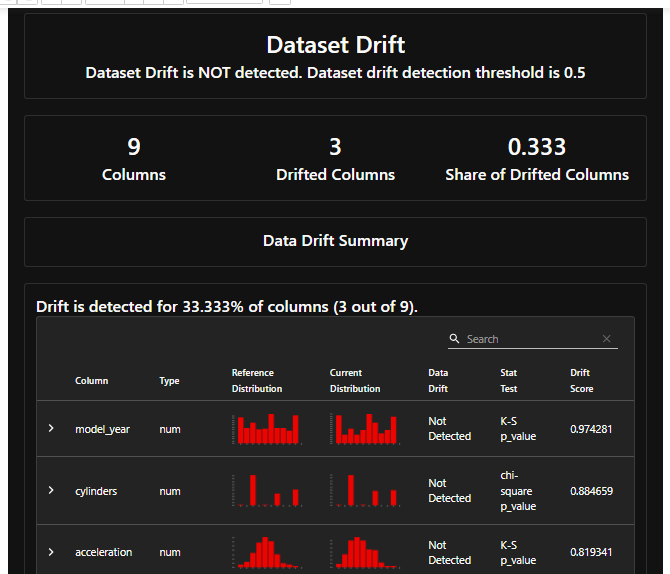 Dataset Drift
Dataset Drift is NOT detected. Dataset drift detection threshold is 0.5
9
Columns
3
Drifted Columns
0.333
Share of Drifted Columns
Data Drift Summary
Drift is detected for 33.333% of columns (3 out of 9).
Search
Column
Type
Reference
Distribution
Current
Distribution
Data
Drift
Stat
Test
Drift
Score
model_year
num
Not
Detected
K-S
p_value
0.974281
cylinders
num
Not
Detected
chi-
square
p_value
0.884659
acceleration
num
Not
Detected
K-S
p_value
0.819341